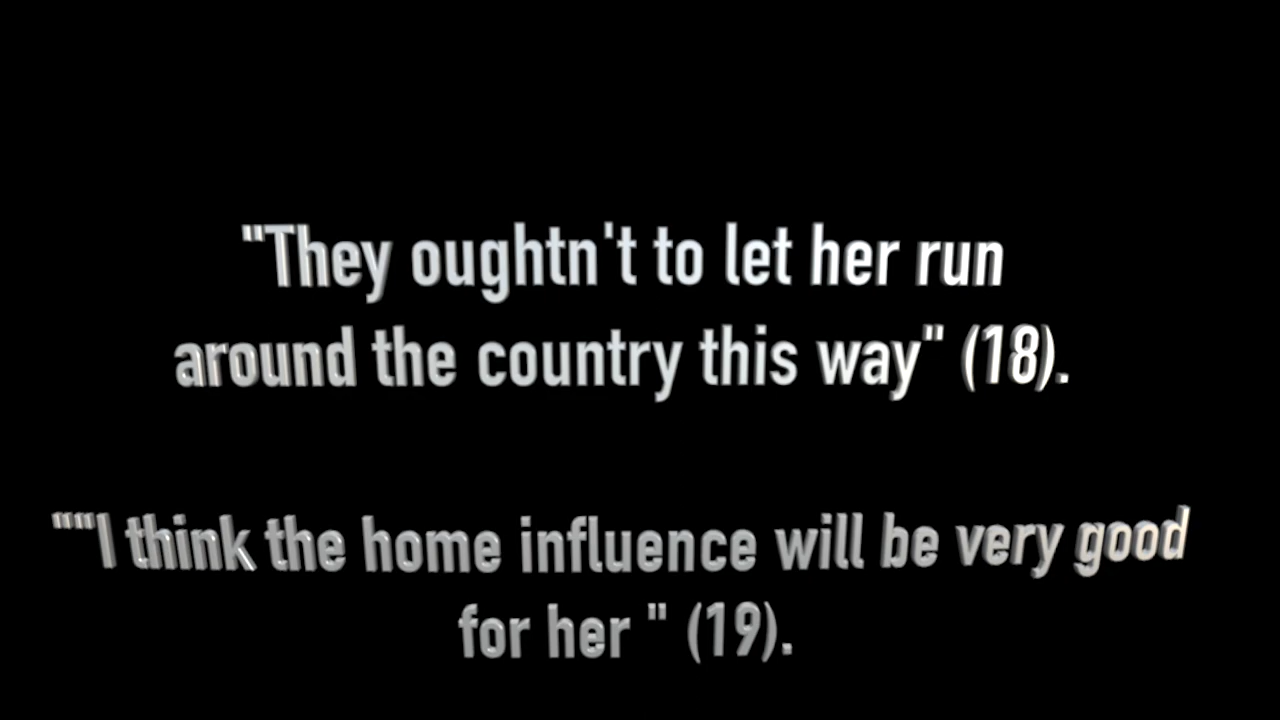 "They oughtn't to let her run
around the country this way" (18).
""I think the home influence will be very good
for her " (19).